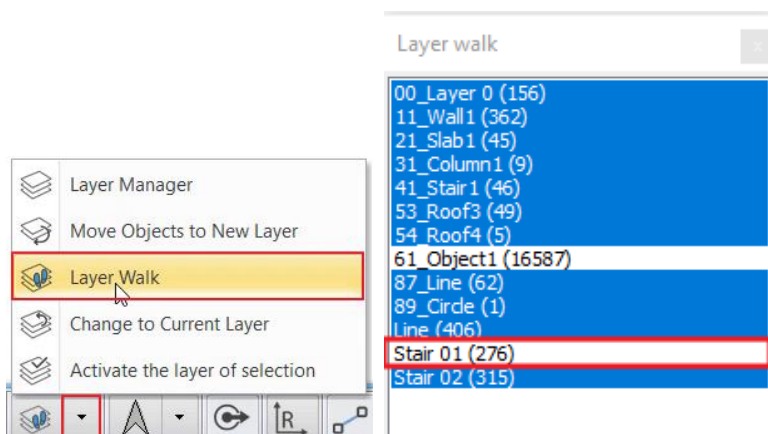 Layer Manager
Move Objects to New Layer
Layer Walk
Change to Current Layer
Activate the layer of selection
R
Layer walk
x
00_Layer 0 (156)
11_Wall1 (362)
21_Slab1 (45)
31_Column1 (9)
41_Stair1 (46)
53_Roof3 (49)
54_Roof4 (5)
61_Object1 (16587)
87_Line (62)
89_Circle (1)
Line (406)
Stair 01 (276)
Stair 02 (315)